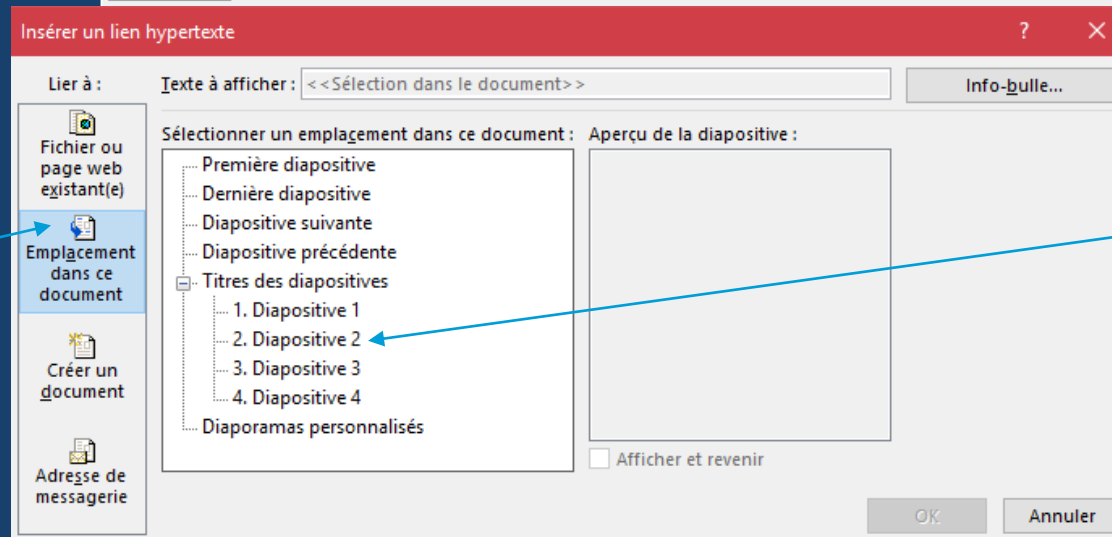 Insérer un lien hypertexte
?
Lier à :
Texte à afficher : <<Sélection dans le document>>
Info-bulle...
Fichier ou
page web
existant(e)
Emplacement
dans ce
document
Créer un
document
Adresse de
messagerie
Sélectionner un emplacement dans ce document :
Première diapositive
Dernière diapositive
Diapositive suivante
Diapositive précédente
Titres des diapositives
1. Diapositive 1
2. Diapositive 2
3. Diapositive 3
4. Diapositive 4
Diaporamas personnalisés
Aperçu de la diapositive :
Afficher et revenir
OK
Annuler